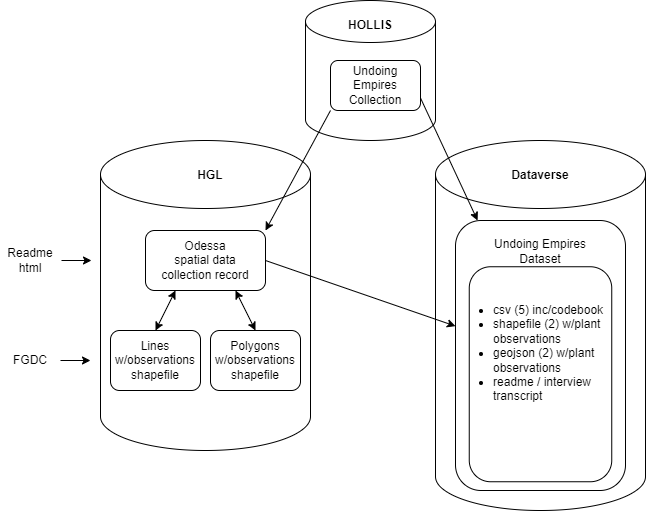 HOLLIS
Undoing
Empires
Collection
HGL
Dataverse
Readme
html
Odessa
spatial data
collection record
Undoing Empires
Dataset
csv (5) inc/codebook
shapefile (2) w/plant
observations
geojson (2) w/plant
observations
readme / interview
transcript
FGDC
Lines
w/observations
shapefile
Polygons
w/observations
shapefile